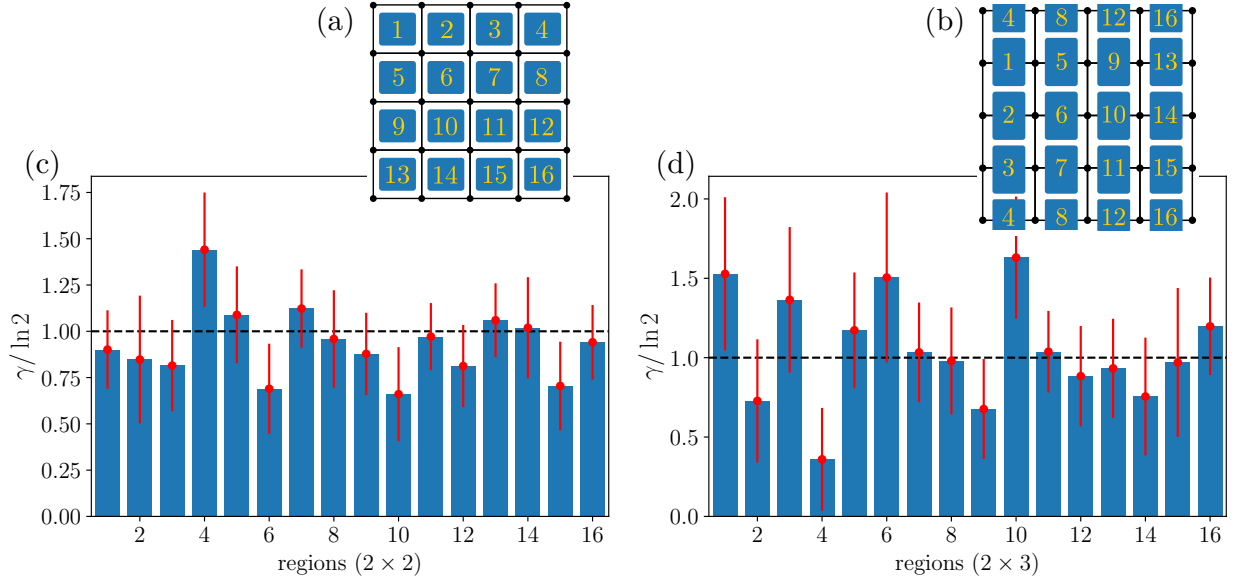 (a)
1 2 3 4
5 6 7 8
9 10 11 12
13 14 15 16
(b)
4 8 12 16
1 5 9 13
2 6 10 14
3 7 11 15
4 8 12 16
(c)
γ/ ln 2
1.75
1.50
1.25
1.00
0.75
0.50
0.25
0.00
2 4 6 8 10 12 14 16
regions (2 × 2)
(d)
γ/ ln 2
2.0
1.5
1.0
0.5
0.0
2 4 6 8 10 12 14 16
regions (2 × 3)